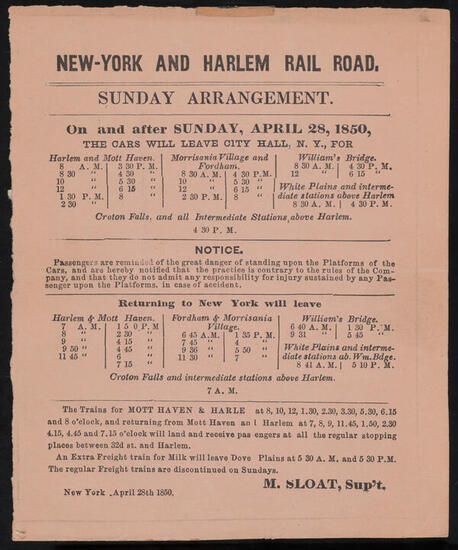 NEW-YORK AND HARLEM RAIL ROAD.
SUNDAY ARRANGEMENT.
On and after SUNDAY, APRIL 28, 1850,
THE CARS WILL LEAVE CITY HALL, N. Y., FOR
Harlem and Mott Haven.
8 A. M. 3 30 P. M.
8 30 " 4 30 "
10 " 5 30 "
12 " 6 15 "
1 30 P. M. 8 "
2 30 "
Morrisania Village and
Fordham.
8 30 A. M. 4 30 P.M.
10 " 5 30 "
12 " 6 15 "
2 30 P.M. 8 "
William's Bridge.
8 30 A. M. 4 30 P. M.
12 " 6 15 "
White Plains and interme-
diate stations above Harlem
8 30 A. M. 4 30 P. M.
Croton Falls, and all Intermediate Stations above Harlem.
4 30 P. M.
NOTICE.
Passengers are reminded of the great danger of standing upon the Platforms of the
Cars, and are hereby notified that the practice is contrary to the rules of the Com-
pany, and that they do not admit any responsibility for injury sustained by any Pas-
senger upon the Platforms, in case of accident.
Returning to New York will leave
Harlem & Mott Haven.
7 A. M. 1 5 0 P. M
8 " 2 30 "
9 " 4 15 "
9 50 " 4 45 "
11 45 " 6 "
7 15 "
Fordham & Morrisania
Village.
6 45 A.M. 1 35 P. M.
7 45 " 4 "
9 36 " 5 50 "
11 30 " 7 "
William's Bridge.
6 40 A. M. 1 30 P. M.
9 31 " 5 45 "
White Plains and interme-
diate stations ab. Wm. Bdge.
8 41 A. M. 5 10 P. M.
Croton Falls and intermediate stations above Harlem.
7 A. M.
The Trains for MOTT HAVEN & HARLE at 8, 10, 12, 1.30, 2.30, 3.30, 5.30, 6.15
and 8 o'clock, and returning from Mott Haven an l Harlem at 7, 8, 9, 11.45, 1.50, 2.30
4.15, 4.45 and 7.15 o'clock will land and receive pas engers at all the regular stopping
places between 32d st. and Harlem.
An Extra Freight train for Milk will leave Dove Plains at 5 30 A. M. and 5 30 P.M.
The regular Freight trains are discontinued on Sundays.
M. SLOAT, Sup't.
New York April 28th 1850.